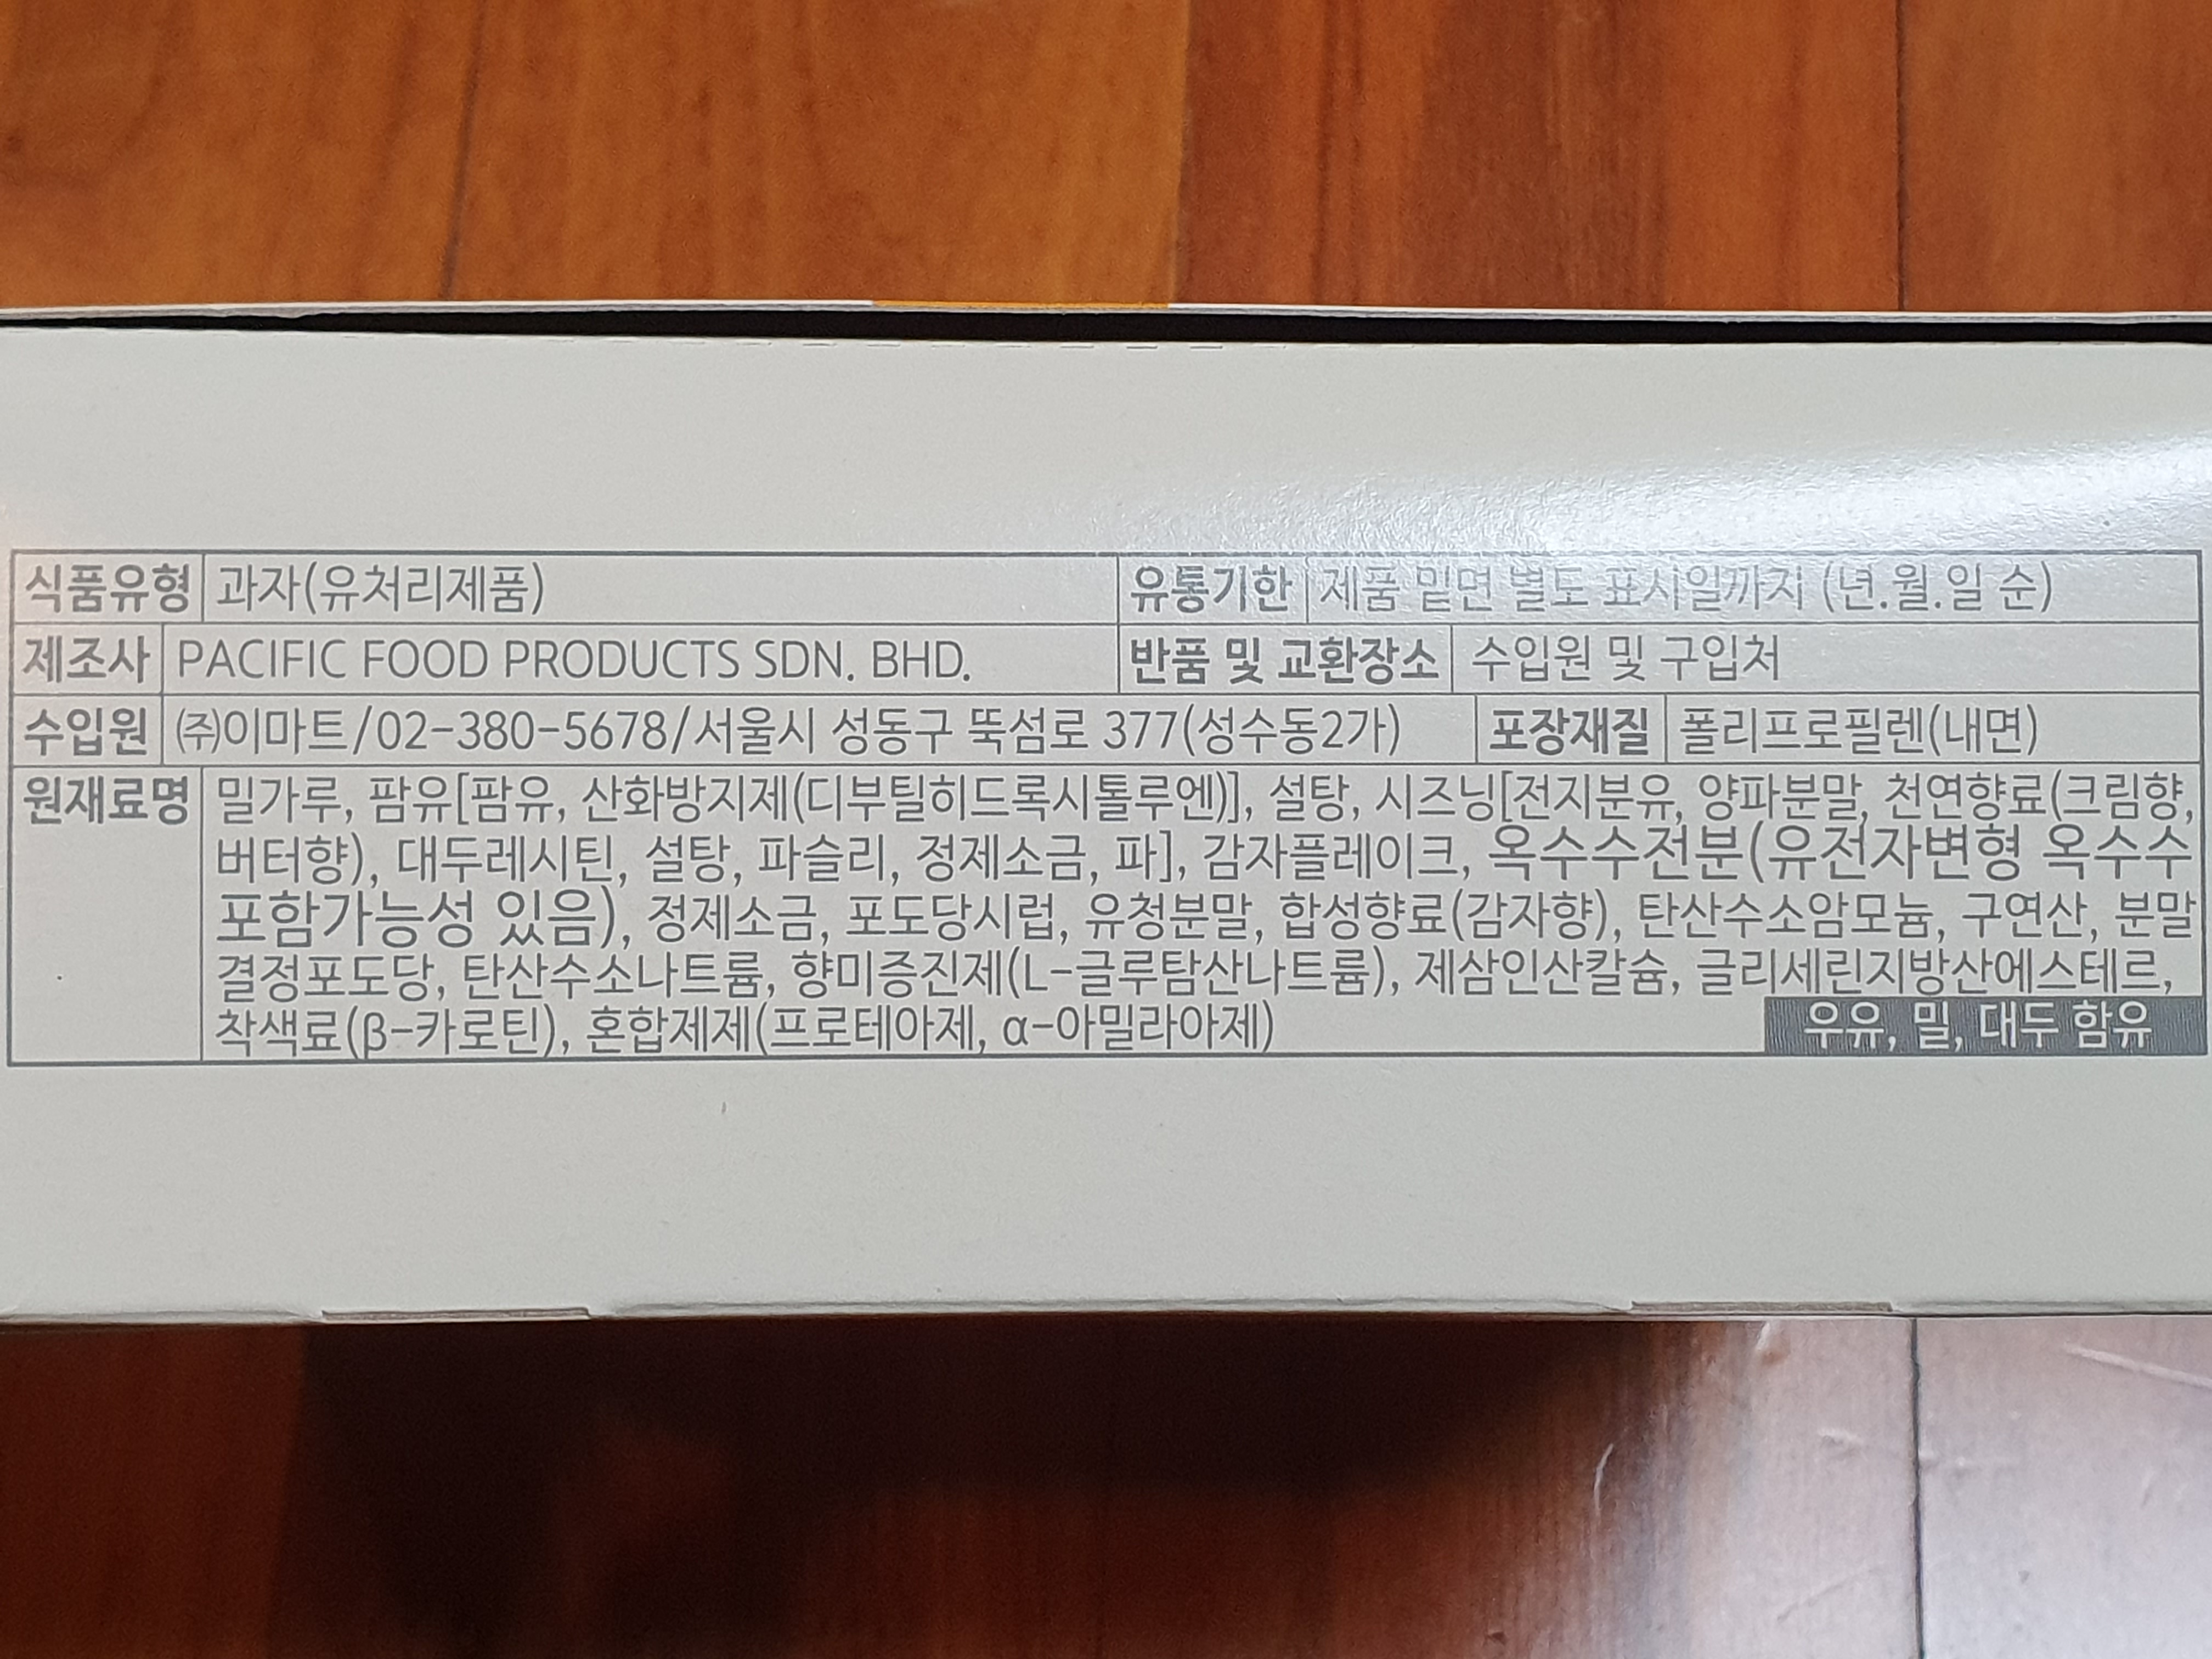 식품유형 과자(유처리제품) 유통기한 제품 밑면 별도 표시일까지 (년.월.일 순)
제조사 PACIFIC FOOD PRODUCTS SDN. BHD. 반품 및 교환장소 수입원 및 구입처
수입원 ㈜이마트/02-380-5678/서울시 성동구 뚝섬로 377(성수동2가) 포장재질 폴리프로필렌(내면)
원재료명 밀가루, 팜유[팜유, 산화방지제(디부틸히드록시톨루엔)], 설탕, 시즈닝[전지분유, 양파분말, 천연향료(크림향,
버터향), 대두레시틴, 설탕, 파슬리, 정제소금, 파], 감자플레이크, 옥수수전분(유전자변형 옥수수
포함가능성 있음), 정제소금, 포도당시럽, 유청분말, 합성향료(감자향), 탄산수소암모늄, 구연산, 분말
결정포도당, 탄산수소나트륨, 향미증진제(L-글루탐산나트륨), 제삼인산칼슘, 글리세린지방산에스테르,
착색료(β-카로틴), 혼합제제(프로테아제, α-아밀라아제) 우유, 밀, 대두 함유